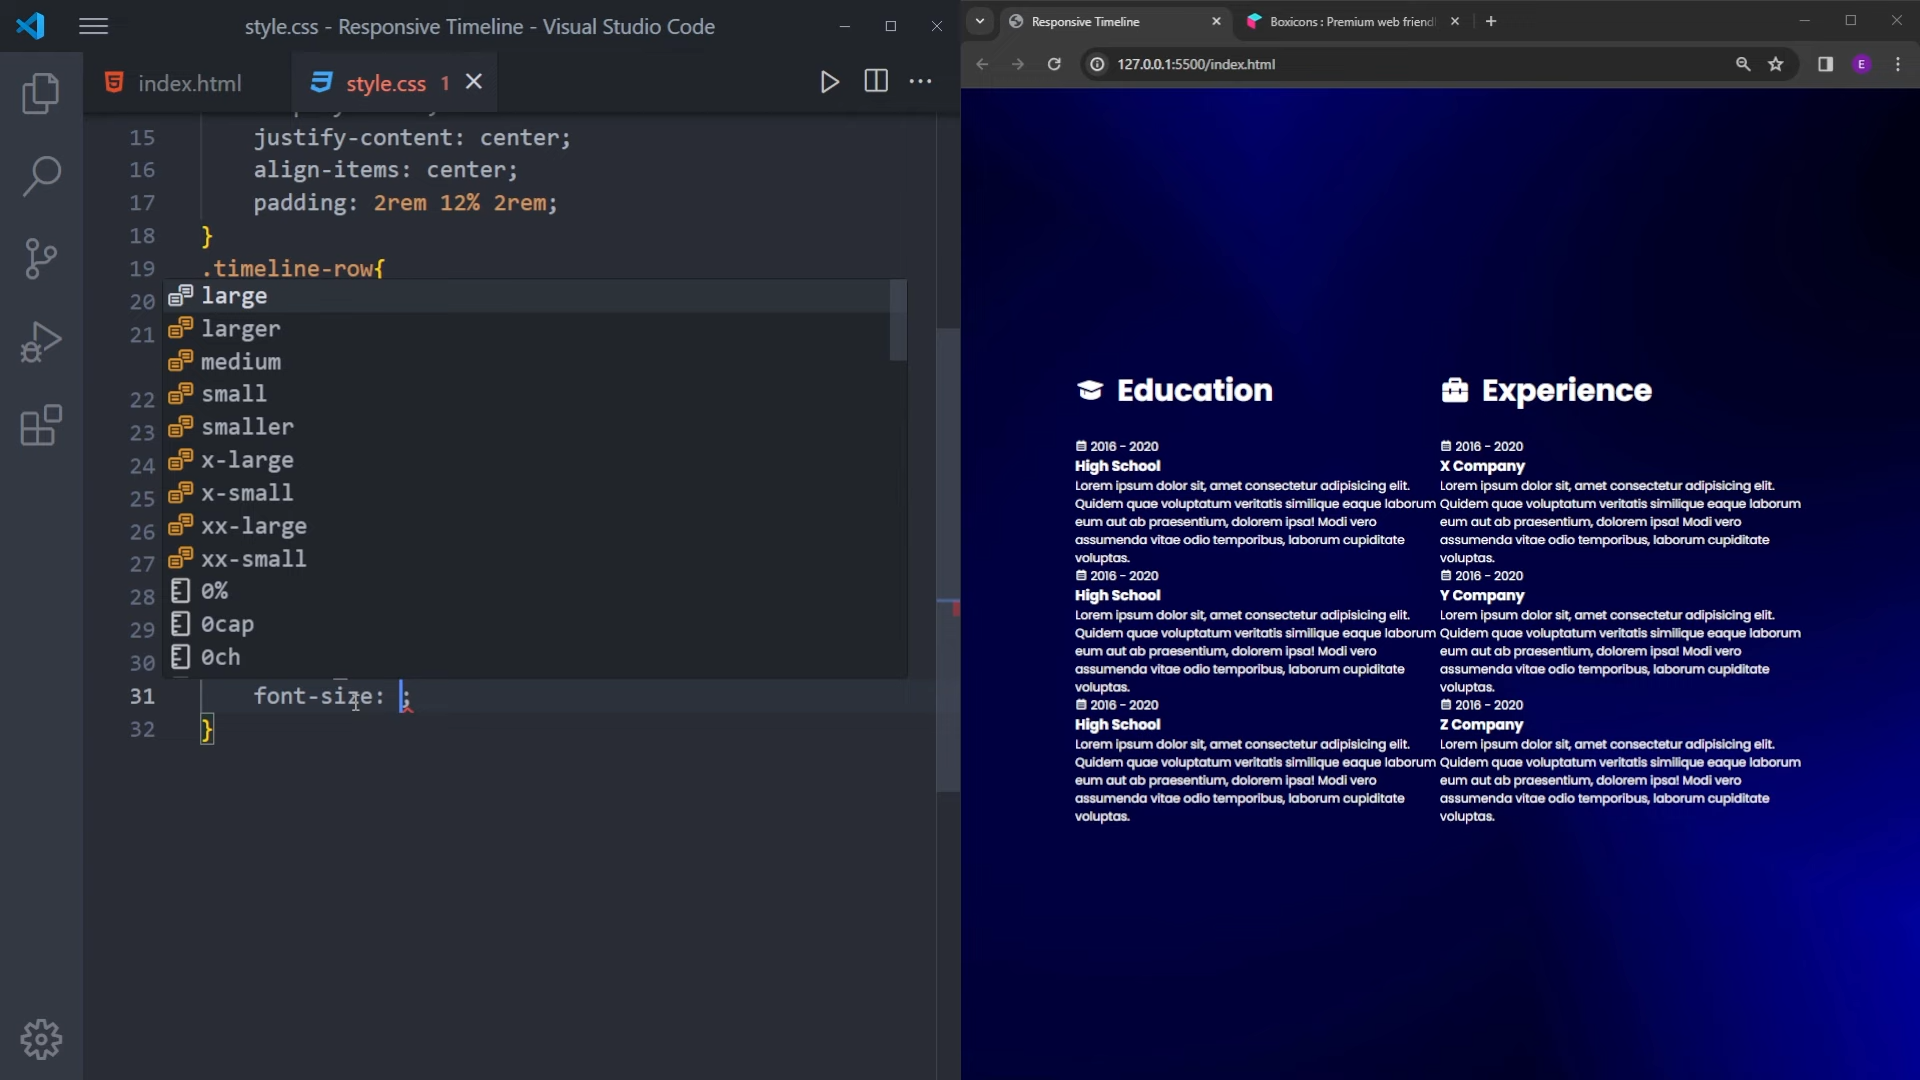 style.css - Responsive Timeline - Visual Studio Code
index.html
style.css 1
15 justify-content: center;
16 align-items: center;
17 padding: 2rem 12% 2rem;
18 }
19 .timeline-row{
20
21
22
23
24
25
26
27
28
29
30
large
larger
medium
small
smaller
x-large
x-small
xx-large
xx-small
0%
0cap
0ch
31 font-size: ;
32 }
Responsive Timeline
Boxicons : Premium web friendl
127.0.0.1:5500/index.html
E
Education
2016 - 2020
High School
Lorem ipsum dolor sit, amet consectetur adipisicing elit.
Quidem quae voluptatum veritatis similique eaque laborum
eum aut ab praesentium, dolorem ipsa! Modi vero
assumenda vitae odio temporibus, laborum cupiditate
voluptas.
2016 - 2020
High School
Lorem ipsum dolor sit, amet consectetur adipisicing elit.
Quidem quae voluptatum veritatis similique eaque laborum
eum aut ab praesentium, dolorem ipsa! Modi vero
assumenda vitae odio temporibus, laborum cupiditate
voluptas.
2016 - 2020
High School
Lorem ipsum dolor sit, amet consectetur adipisicing elit.
Quidem quae voluptatum veritatis similique eaque laborum
eum aut ab praesentium, dolorem ipsa! Modi vero
assumenda vitae odio temporibus, laborum cupiditate
voluptas.
Experience
2016 - 2020
X Company
Lorem ipsum dolor sit, amet consectetur adipisicing elit.
Quidem quae voluptatum veritatis similique eaque laborum
eum aut ab praesentium, dolorem ipsa! Modi vero
assumenda vitae odio temporibus, laborum cupiditate
voluptas.
2016 - 2020
Y Company
Lorem ipsum dolor sit, amet consectetur adipisicing elit.
Quidem quae voluptatum veritatis similique eaque laborum
eum aut ab praesentium, dolorem ipsa! Modi vero
assumenda vitae odio temporibus, laborum cupiditate
voluptas.
2016 - 2020
Z Company
Lorem ipsum dolor sit, amet consectetur adipisicing elit.
Quidem quae voluptatum veritatis similique eaque laborum
eum aut ab praesentium, dolorem ipsa! Modi vero
assumenda vitae odio temporibus, laborum cupiditate
voluptas.